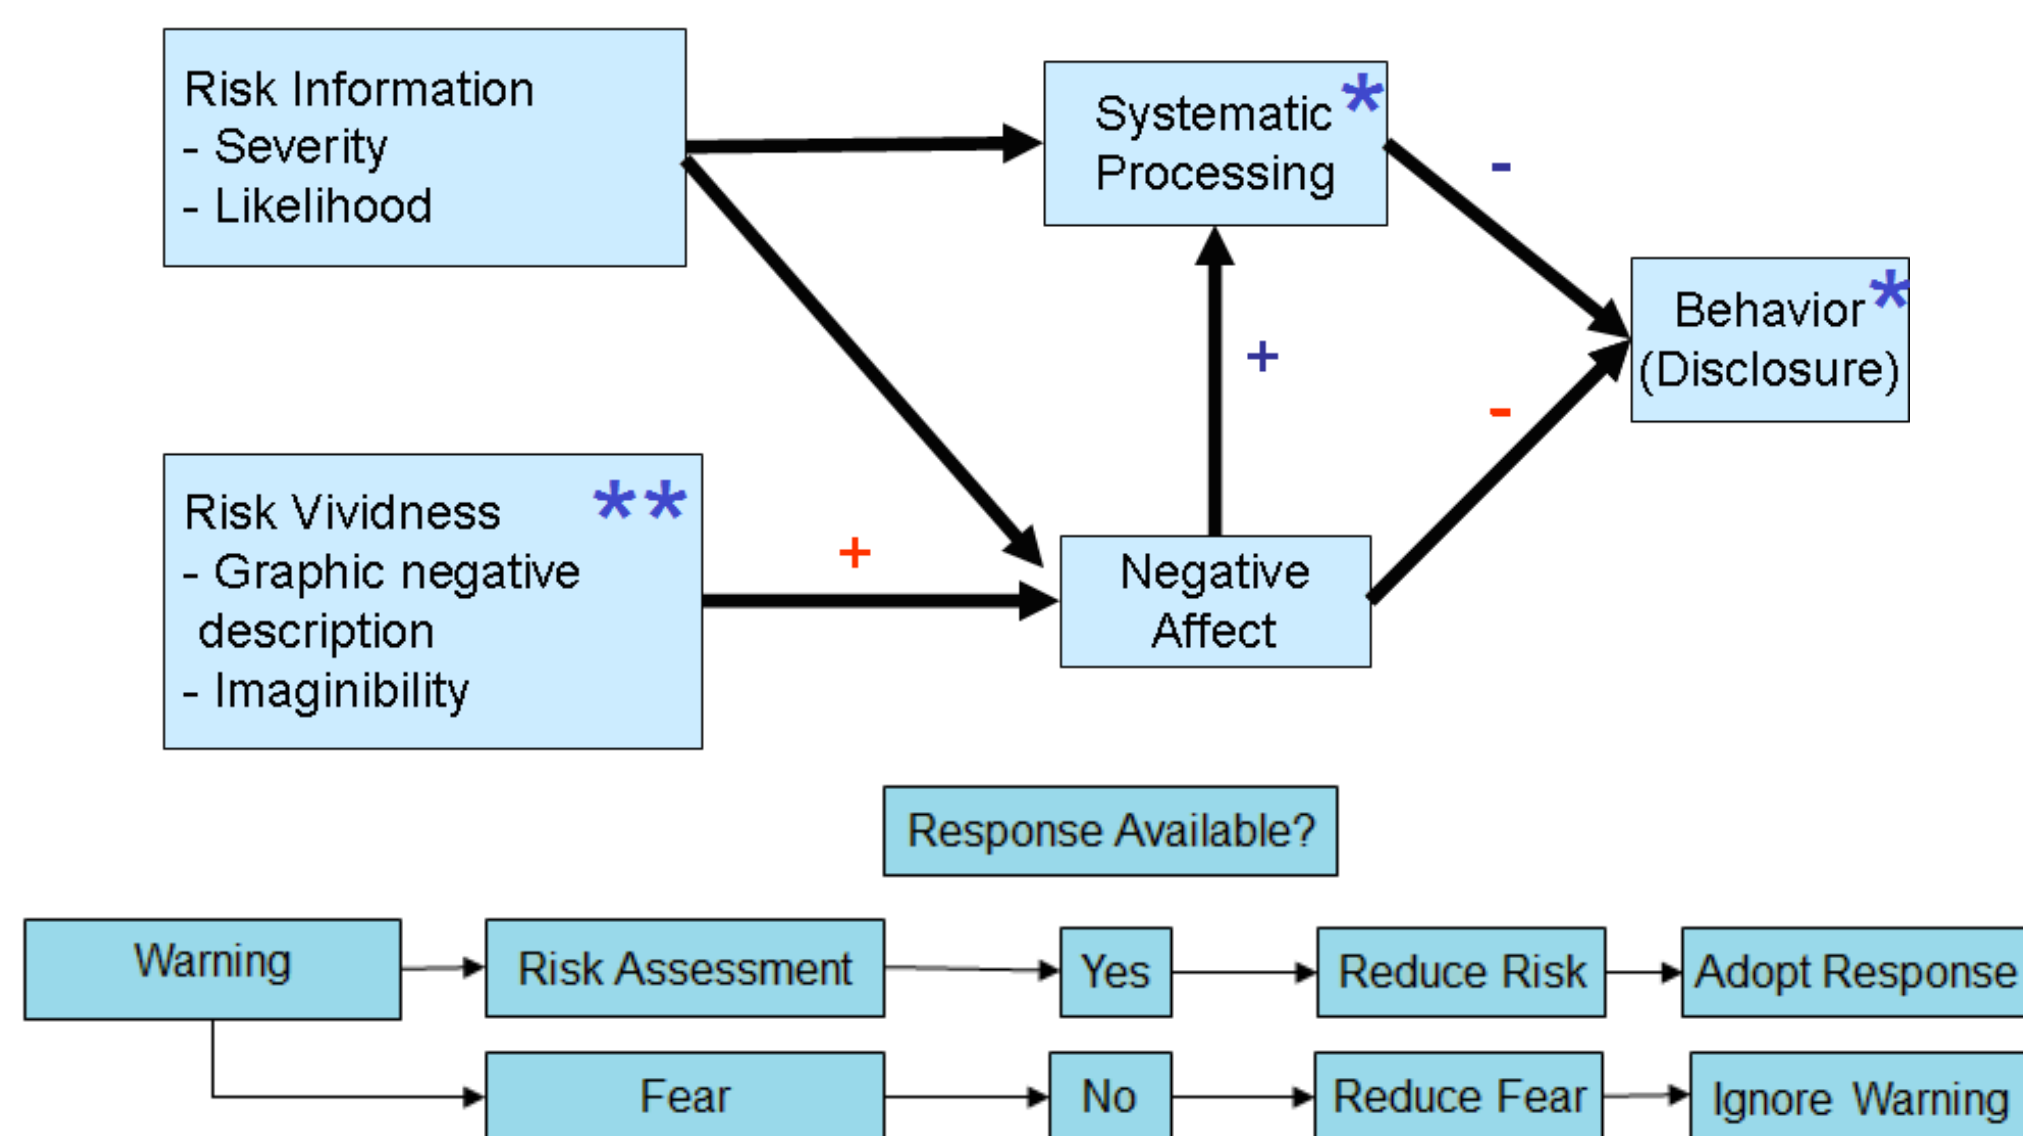 Risk Information
- Severity
- Likelihood
Systematic *
Processing
-
Behavior *
(Disclosure)
+
-
Risk Vividness **
- Graphic negative
description
- Imaginibility
+
Negative
Affect
Response Available?
Warning
Risk Assessment
Yes
Reduce Risk
Adopt Response
Fear
No
Reduce Fear
Ignore Warning